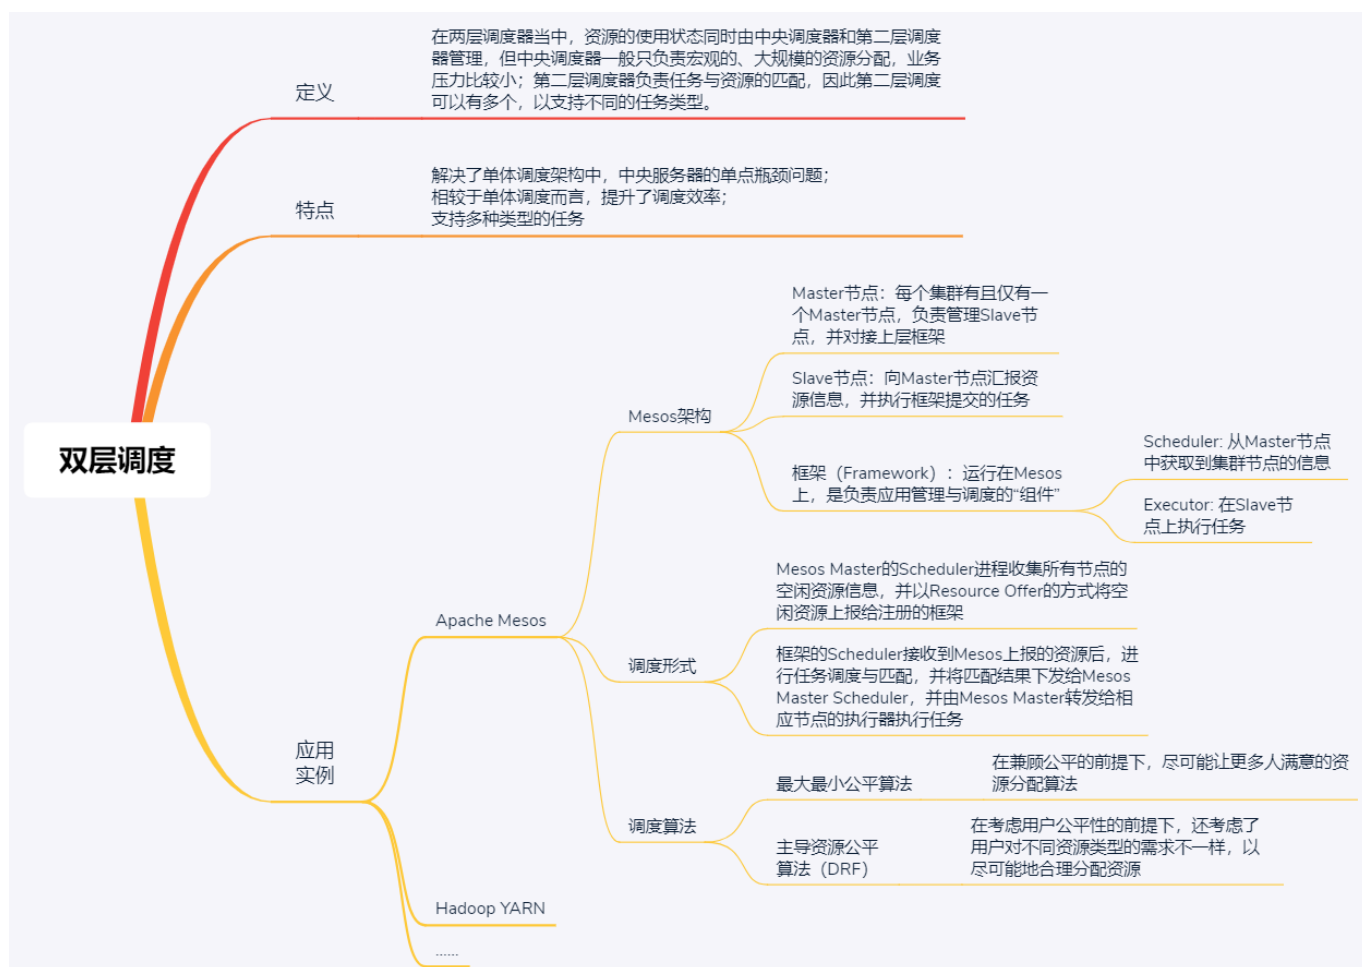 双层调度
定义
在两层调度器当中，资源的使用状态同时由中央调度器和第二层调度
器管理，但中央调度器一般只负责宏观的、大规模的资源分配，业务
压力比较小；第二层调度器负责任务与资源的匹配，因此第二层调度
可以有多个，以支持不同的任务类型。
特点
解决了单体调度架构中，中央服务器的单点瓶颈问题；
相较于单体调度而言，提升了调度效率；
支持多种类型的任务
应用
实例
Apache Mesos
Mesos架构
Master节点：每个集群有且仅有一
个Master节点，负责管理Slave节
点，并对接上层框架
Slave节点：向Master节点汇报资
源信息，并执行框架提交的任务
框架（Framework）：运行在Mesos
上，是负责应用管理与调度的“组件”
Scheduler: 从Master节点
中获取到集群节点的信息
Executor: 在Slave节
点上执行任务
调度形式
Mesos Master的Scheduler进程收集所有节点的
空闲资源信息，并以Resource Offer的方式将空
闲资源上报给注册的框架
框架的Scheduler接收到Mesos上报的资源后，进
行任务调度与匹配，并将匹配结果下发给Mesos
Master Scheduler，并由Mesos Master转发给相
应节点的执行器执行任务
调度算法
最大最小公平算法
在兼顾公平的前提下，尽可能让更多人满意的资
源分配算法
主导资源公平
算法（DRF）
在考虑用户公平性的前提下，还考虑了
用户对不同资源类型的需求不一样，以
尽可能地合理分配资源
Hadoop YARN
......